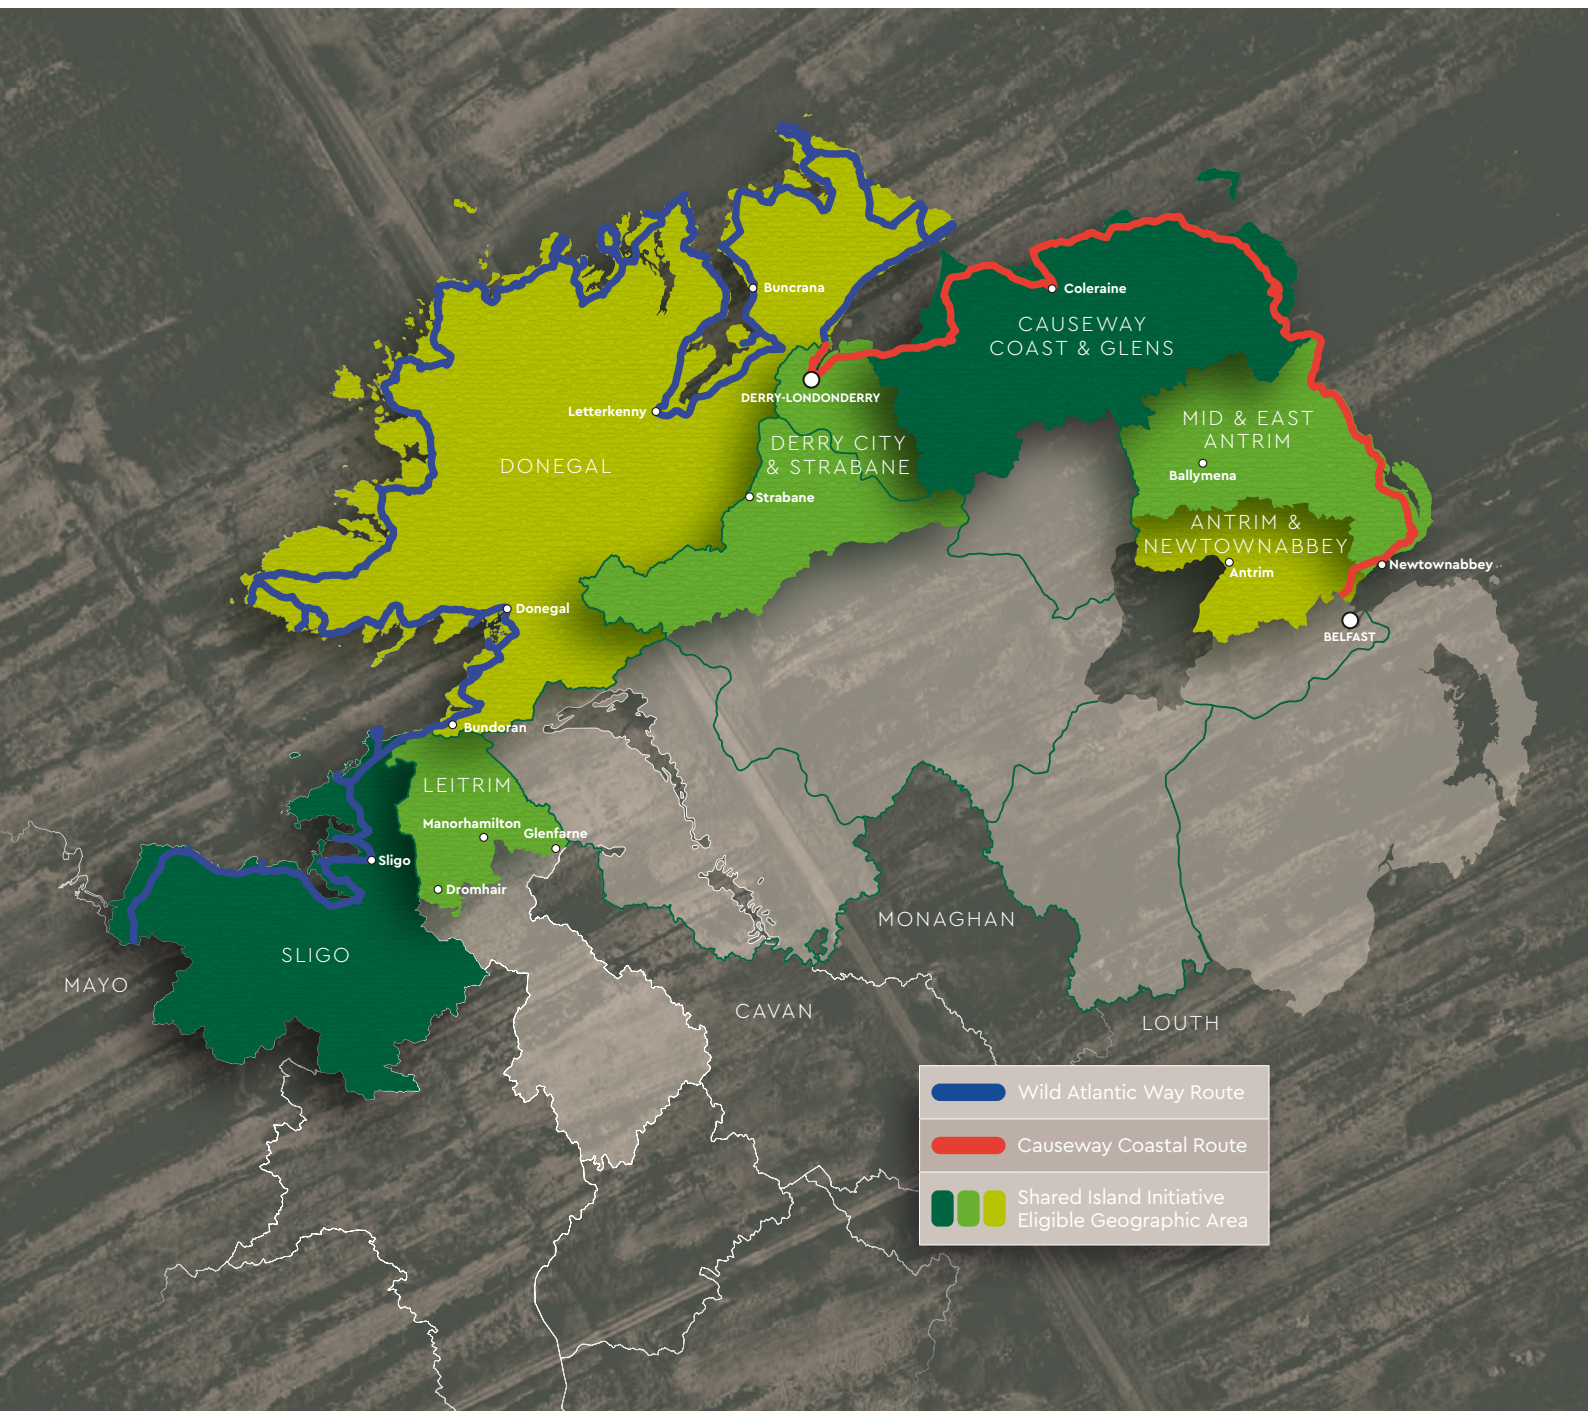 Buncrana
Coleraine
CAUSEWAY
COAST & GLENS
DERRY-LONDONDERRY
Letterkenny
MID & EAST
ANTRIM
DERRY CITY
& STRABANE
DONEGAL
Ballymena
Strabane
ANTRIM &
NEWTOWNABBEY
Newtownabbey
Antrim
Donegal
BELFAST
Bundoran
LEITRIM
Manorhamilton
Glenfarne
Sligo
Dromhair
MONAGHAN
SLIGO
MAYO
CAVAN
LOUTH
Wild Atlantic Way Route
Causeway Coastal Route
Shared Island Initiative
Eligible Geographic Area